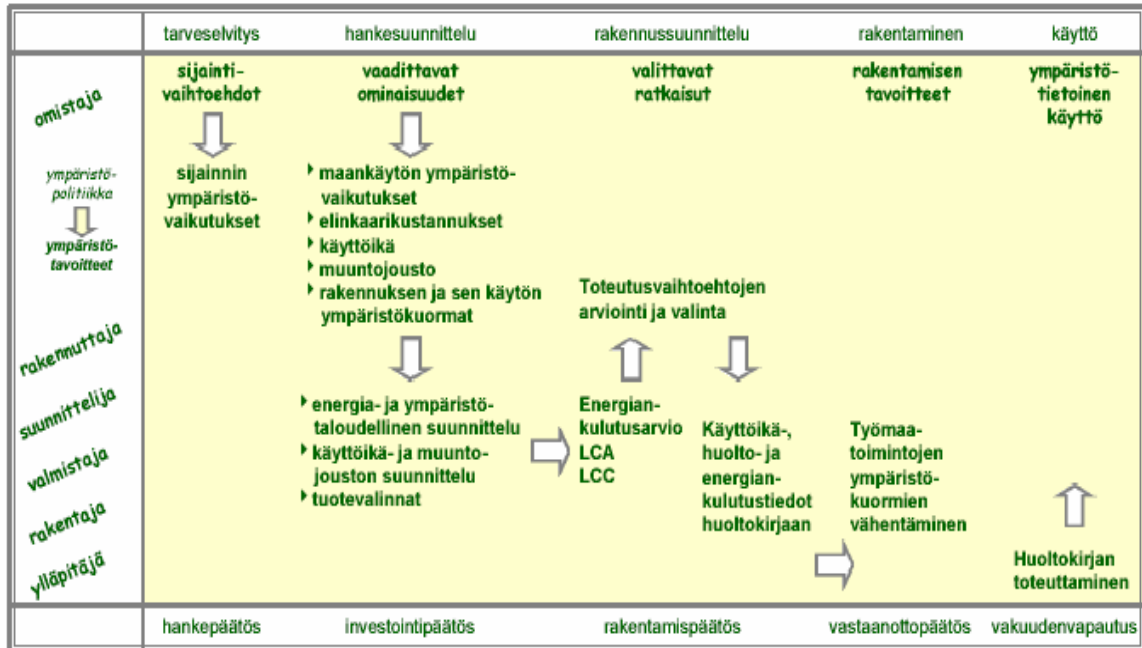 tarveselvitys
hankesuunnittelu
rakennussuunnittelu
rakentaminen
käyttö
omistaja
sijainti-
vaihtoehdot
vaadittavat
ominaisuudet
valittavat
ratkaisut
rakentamisen
tavoitteet
ympäristö-
tietoinen
käyttö
ympäristö-
politiikka
ympäristö-
tavoitteet
sijainnin
ympäristö-
vaikutukset
maankäytön ympäristö-
vaikutukset
elinkaarikustannukset
käyttöikä
muuntojousto
rakennuksen ja sen käytön
ympäristökuormat
Toteutusvaihtoehtojen
arviointi ja valinta
rakennuttaja
suunnittelija
valmistaja
rakentaja
ylläpitäjä
energia- ja ympäristö-
taloudellinen suunnittelu
käyttöikä- ja muunto-
jouston suunnittelu
tuotevalinnat
Energian-
kulutusarvio
LCA
LCC
Käyttöikä-,
huolto- ja
energian-
kulutustiedot
huoltokirjaan
Työmaa-
toimintojen
ympäristö-
kuormien
vähentäminen
Huoltokirjan
toteuttaminen
hankepäätös
investointipäätös
rakentamispäätös
vastaanottopäätös
vakuudenvapautus